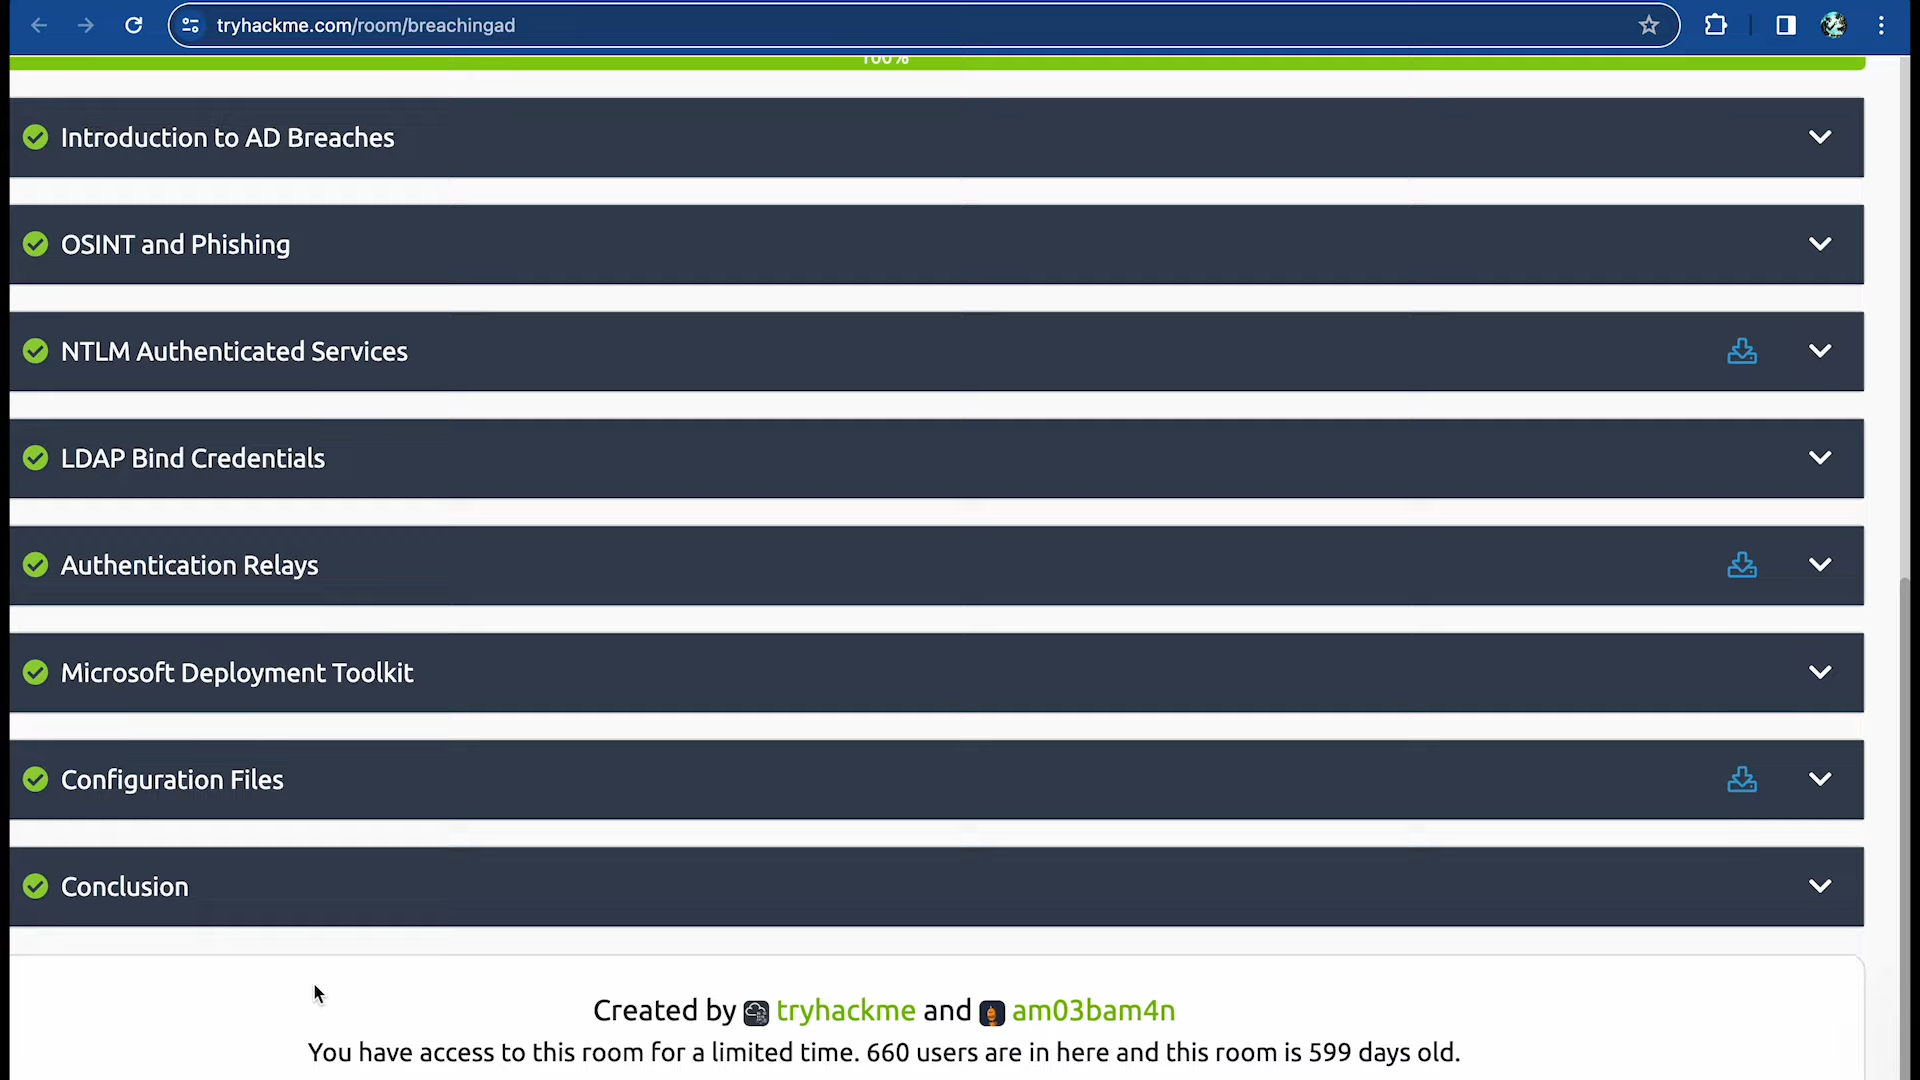 tryhackme.com/room/breachingad
100%
Introduction to AD Breaches
OSINT and Phishing
NTLM Authenticated Services
LDAP Bind Credentials
Authentication Relays
Microsoft Deployment Toolkit
Configuration Files
Conclusion
Created by tryhackme and am03bam4n
You have access to this room for a limited time. 660 users are in here and this room is 599 days old.